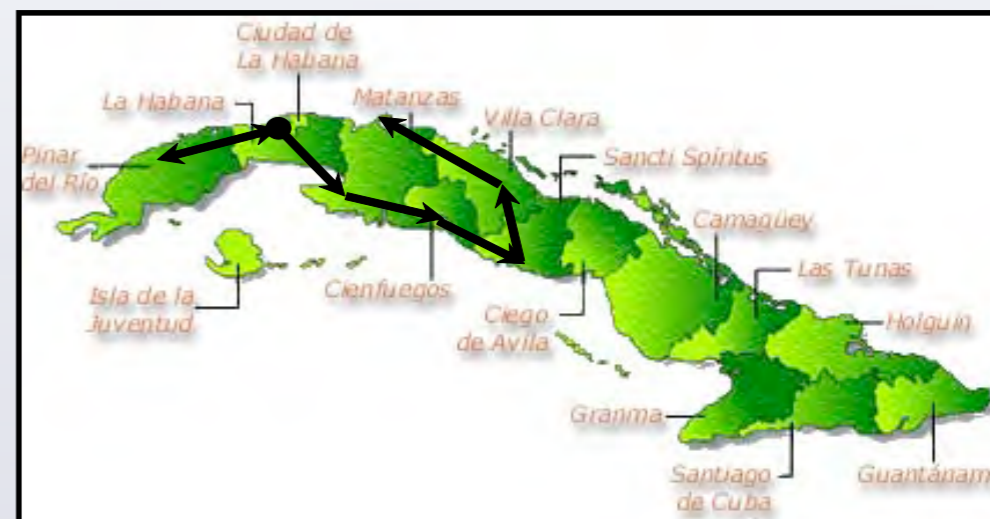 Ciudad de
La Habana
La Habana
Matanzas
Villa Clara
Pinar
del Río
Sancti Spíritus
Camagüey
Las Tunas
Isla de la
Juventud
Cienfuegos
Ciego
de Avila
Holguín
Granma
Santiago
de Cuba
Guantánam